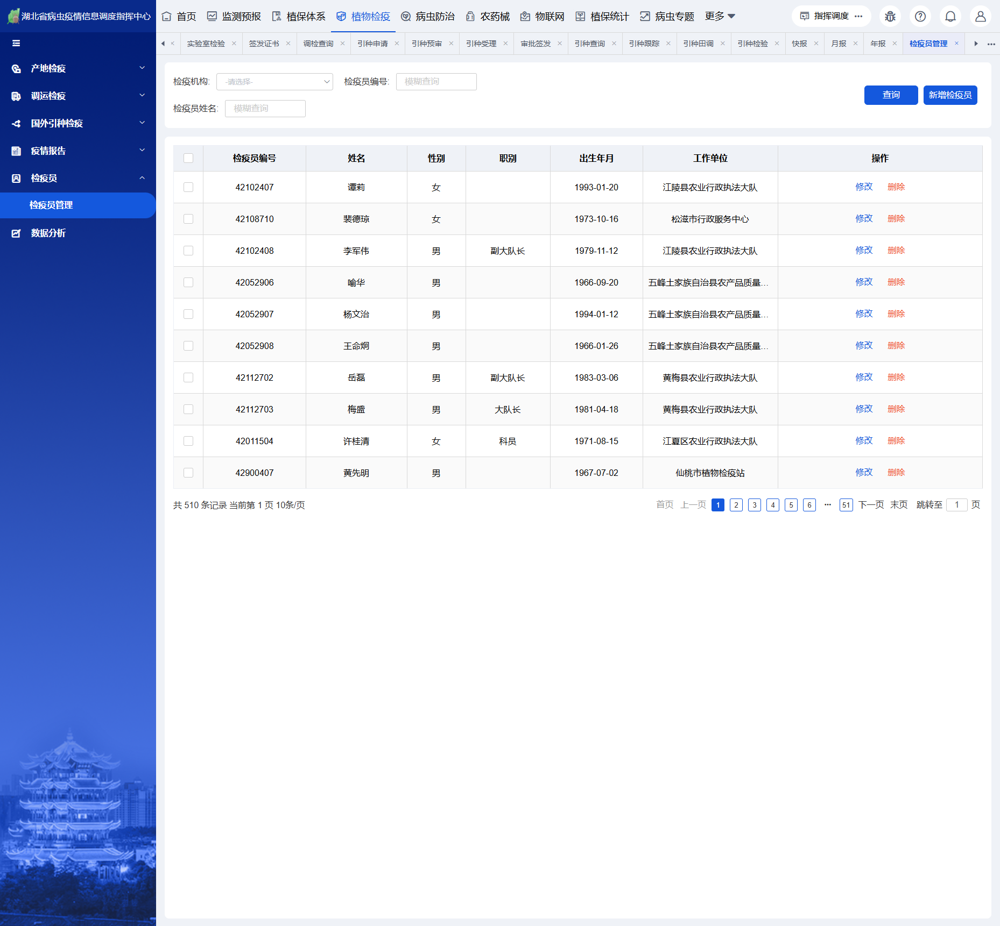 湖北省病虫疫情信息调度指挥中心
首页 监测预报 植保体系 植物检疫 病虫防治 农药械 物联网 植保统计 病虫专题 更多
指挥调度 ···
实验室检验 × 签发证书 × 调检查询 × 引种申请 × 引种预审 × 引种受理 × 审批签发 × 引种查询 × 引种跟踪 × 引种田调 × 引种检验 × 快报 × 月报 × 年报 × 检疫员管理 ×
产地检疫
调运检疫
国外引种检疫
疫情报告
检疫员
检疫员管理
数据分析
检疫机构: -请选择- 检疫员编号: 模糊查询
检疫员姓名: 模糊查询
查询 新增检疫员
检疫员编号 姓名 性别 职别 出生年月 工作单位 操作
42102407 谭莉 女 1993-01-20 江陵县农业行政执法大队 修改 删除
42108710 裴德琼 女 1973-10-16 松滋市行政服务中心 修改 删除
42102408 李军伟 男 副大队长 1979-11-12 江陵县农业行政执法大队 修改 删除
42052906 喻华 男 1966-09-20 五峰土家族自治县农产品质量... 修改 删除
42052907 杨文治 男 1994-01-12 五峰土家族自治县农产品质量... 修改 删除
42052908 王命炯 男 1966-01-26 五峰土家族自治县农产品质量... 修改 删除
42112702 岳磊 男 副大队长 1983-03-06 黄梅县农业行政执法大队 修改 删除
42112703 梅盛 男 大队长 1981-04-18 黄梅县农业行政执法大队 修改 删除
42011504 许桂清 女 科员 1971-08-15 江夏区农业行政执法大队 修改 删除
42900407 黄先明 男 1967-07-02 仙桃市植物检疫站 修改 删除
共 510 条记录 当前第 1 页 10条/页
首页 上一页 1 2 3 4 5 6 ··· 51 下一页 末页 跳转至 1 页